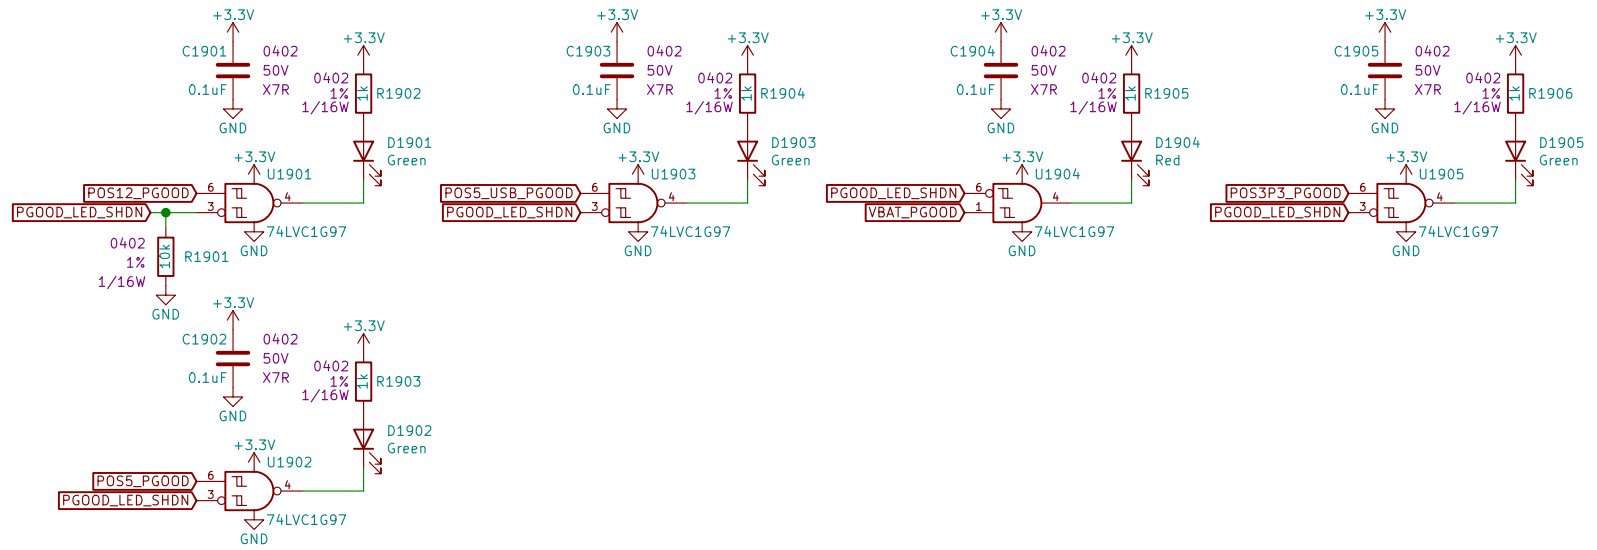 +3.3V
C1901
0402
50V
X7R
0.1uF
GND
+3.3V
0402
1%
1/16W
1k
R1902
D1901
Green
+3.3V
U1901
POS12_PGOOD
6
PGOOD_LED_SHDN
3
4
74LVC1G97
GND
0402
1%
1/16W
10k
R1901
GND
+3.3V
C1903
0402
50V
X7R
0.1uF
GND
+3.3V
0402
1%
1/16W
1k
R1904
D1903
Green
+3.3V
U1903
POS5_USB_PGOOD
6
PGOOD_LED_SHDN
3
4
74LVC1G97
GND
+3.3V
C1904
0402
50V
X7R
0.1uF
GND
+3.3V
0402
1%
1/16W
1k
R1905
D1904
Red
+3.3V
U1904
PGOOD_LED_SHDN
6
VBAT_PGOOD
1
4
74LVC1G97
GND
+3.3V
C1905
0402
50V
X7R
0.1uF
GND
+3.3V
0402
1%
1/16W
1k
R1906
D1905
Green
+3.3V
U1905
POS3P3_PGOOD
6
PGOOD_LED_SHDN
3
4
74LVC1G97
GND
+3.3V
C1902
0402
50V
X7R
0.1uF
GND
+3.3V
0402
1%
1/16W
1k
R1903
D1902
Green
+3.3V
U1902
POS5_PGOOD
6
PGOOD_LED_SHDN
3
4
74LVC1G97
GND